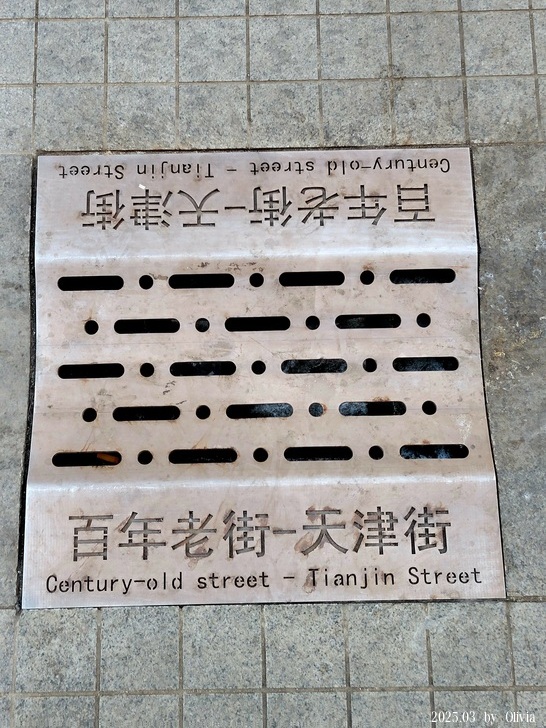 Century-old street - Tianjin Street
百年老街-天津街
百年老街-天津街
Century-old street - Tianjin Street
2025.03 by Olivia